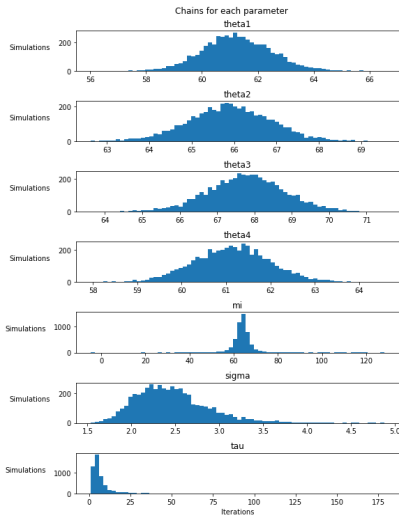 Chains for each parameter
theta1
Simulations
200
0
56 58 60 62 64 66
theta2
Simulations
200
0
63 64 65 66 67 68 69
theta3
Simulations
200
0
64 65 66 67 68 69 70 71
theta4
Simulations
200
0
58 59 60 61 62 63 64
mi
Simulations
1000
0
0 20 40 60 80 100 120
sigma
Simulations
200
0
1.5 2.0 2.5 3.0 3.5 4.0 4.5 5.0
tau
Simulations
1000
0
0 25 50 75 100 125 150 175
Iterations